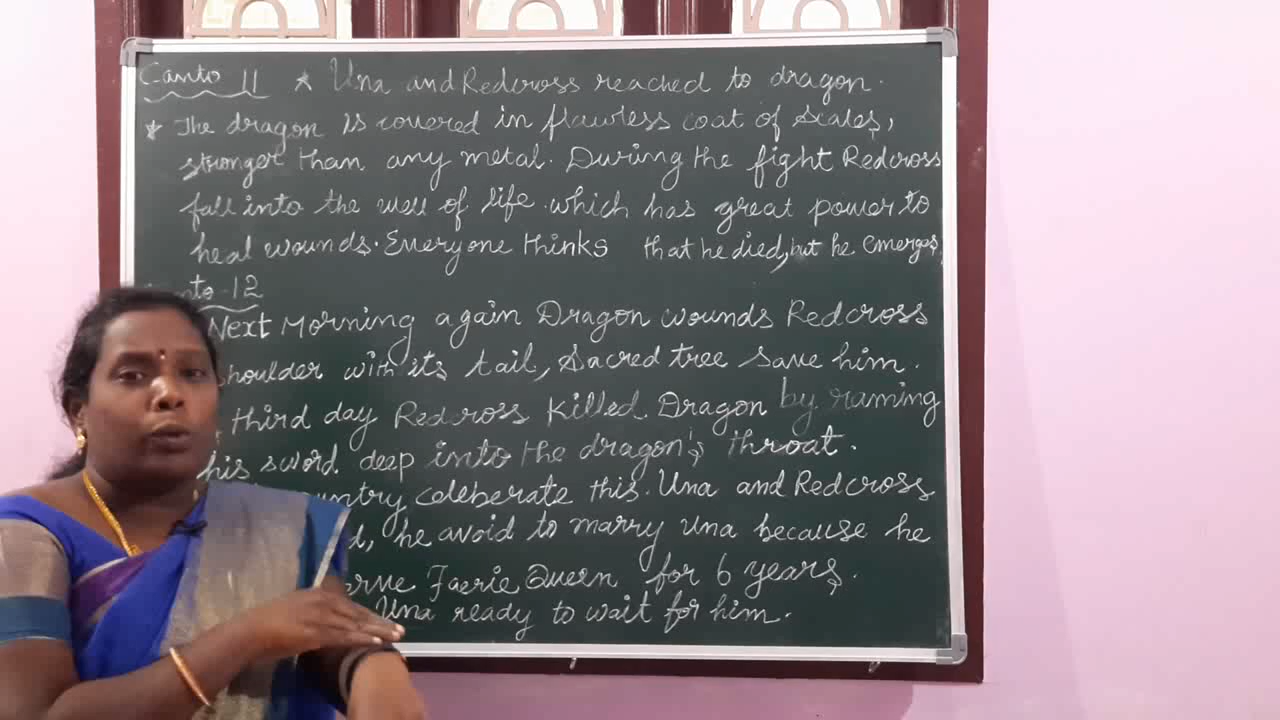 Canto 11 * Una and Redcross reached to dragon.
* The dragon is covered in flawless coat of scales,
stronger than any metal. During the fight Redcross
fall into the well of life which has great power to
heal wounds. Everyone thinks that he died, but he emerges.
nto-12
Next Morning again Dragon wounds Redcross
shoulder with its tail, Sacred tree save him.
third day Redcross killed Dragon by raming
his sword deep into the dragon's throat.
untry celeberate this. Una and Redcross
d, he avoid to marry Una because he
erve Faerie Queen for 6 years.
Una ready to wait for him.